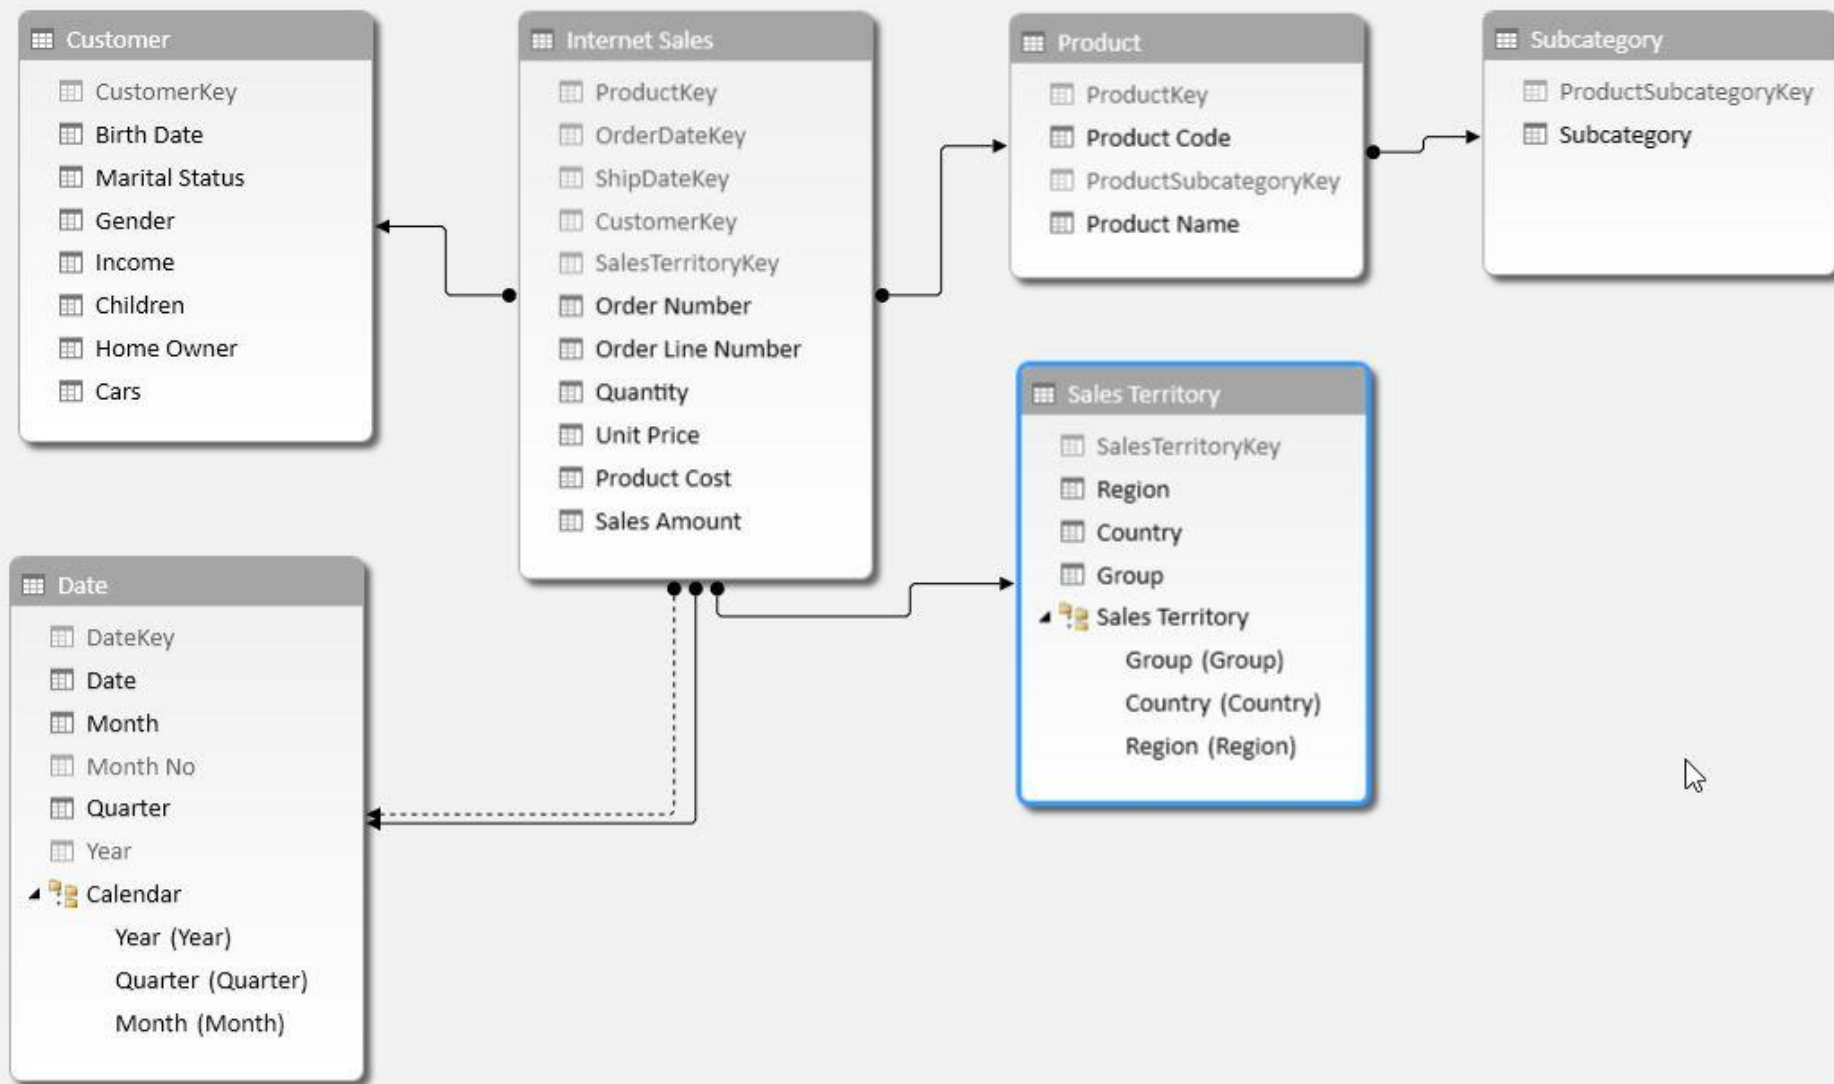 Customer
CustomerKey
Birth Date
Marital Status
Gender
Income
Children
Home Owner
Cars
Internet Sales
ProductKey
OrderDateKey
ShipDateKey
CustomerKey
SalesTerritoryKey
Order Number
Order Line Number
Quantity
Unit Price
Product Cost
Sales Amount
Product
ProductKey
Product Code
ProductSubcategoryKey
Product Name
Subcategory
ProductSubcategoryKey
Subcategory
Sales Territory
SalesTerritoryKey
Region
Country
Group
Sales Territory
Group (Group)
Country (Country)
Region (Region)
Date
DateKey
Date
Month
Month No
Quarter
Year
Calendar
Year (Year)
Quarter (Quarter)
Month (Month)